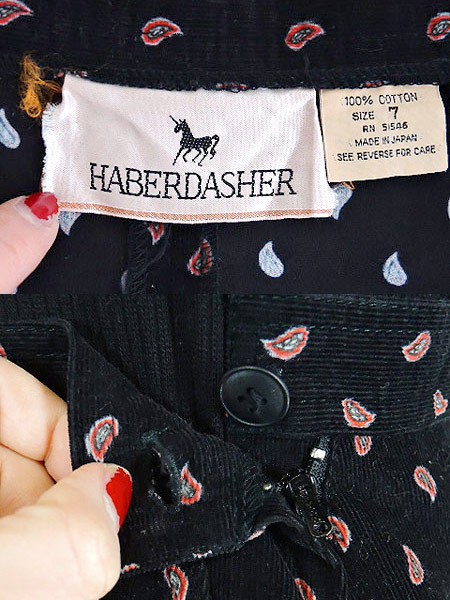 HABERDASHER
100% COTTON
SIZE 7
RN 51546
MADE IN JAPAN
SEE REVERSE FOR CARE